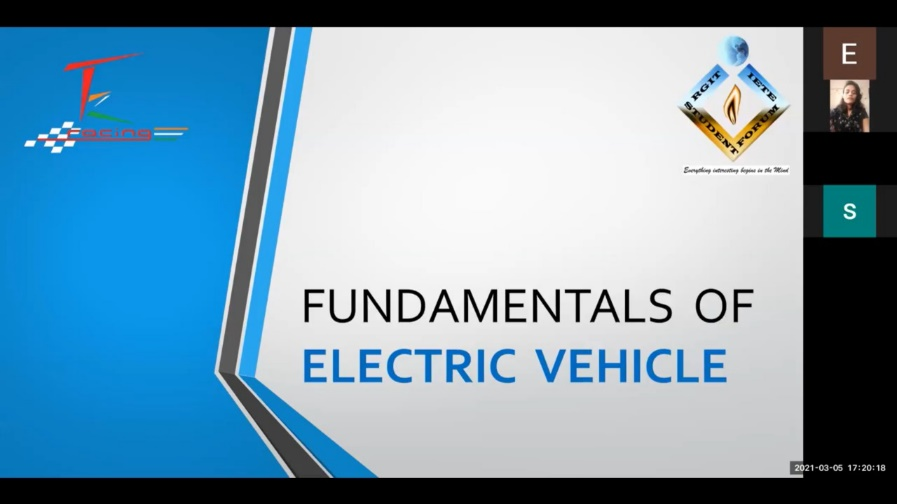 racing
RGIT
IETE
STUDENT
FORUM
Everything interesting begins in the Mind
FUNDAMENTALS OF
ELECTRIC VEHICLE
E
S
2021-03-05 17:20:18